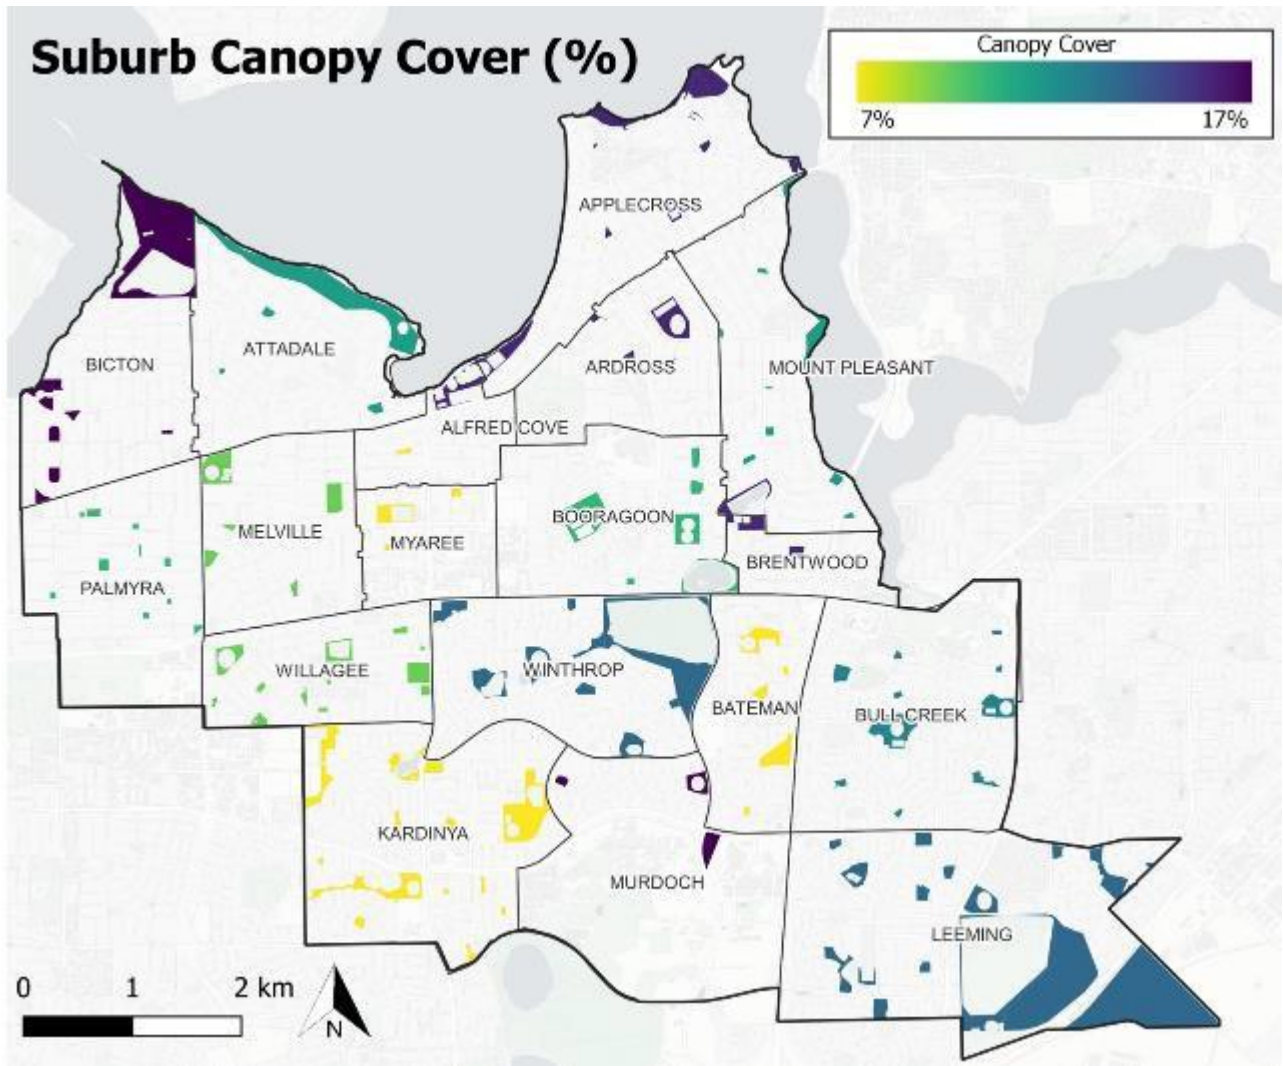 Suburb Canopy Cover (%)
Canopy Cover
7%
17%
APPLECROSS
BICTON
ATTADALE
ARDROSS
MOUNT PLEASANT
ALFRED COVE
MELVILLE
MYAREE
BOORAGOON
BRENTWOOD
PALMYRA
WILLAGEE
WINTHROP
BATEMAN
BULL CREEK
KARDINYA
MURDOCH
LEEMING
0 1 2 km
N